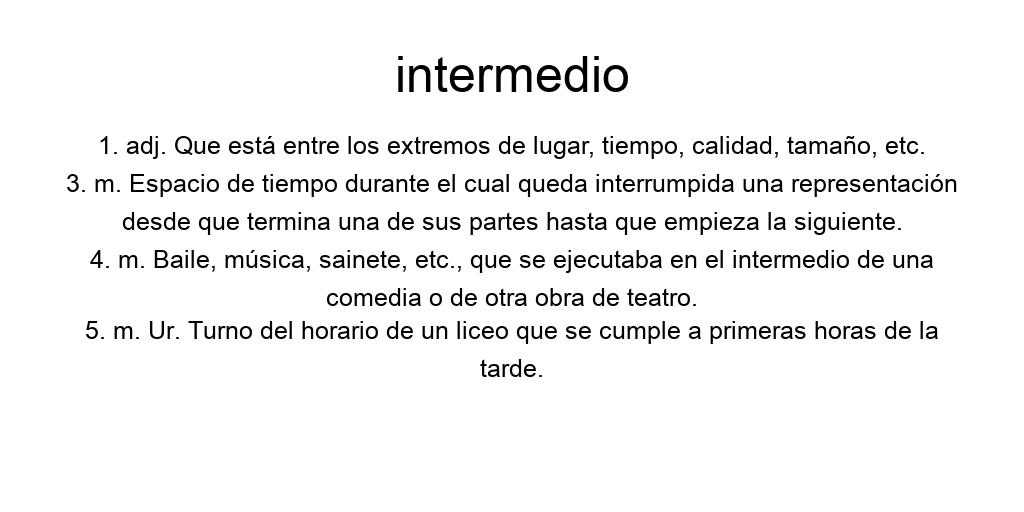 intermedio
1. adj. Que está entre los extremos de lugar, tiempo, calidad, tamaño, etc.
3. m. Espacio de tiempo durante el cual queda interrumpida una representación
desde que termina una de sus partes hasta que empieza la siguiente.
4. m. Baile, música, sainete, etc., que se ejecutaba en el intermedio de una
comedia o de otra obra de teatro.
5. m. Ur. Turno del horario de un liceo que se cumple a primeras horas de la
tarde.